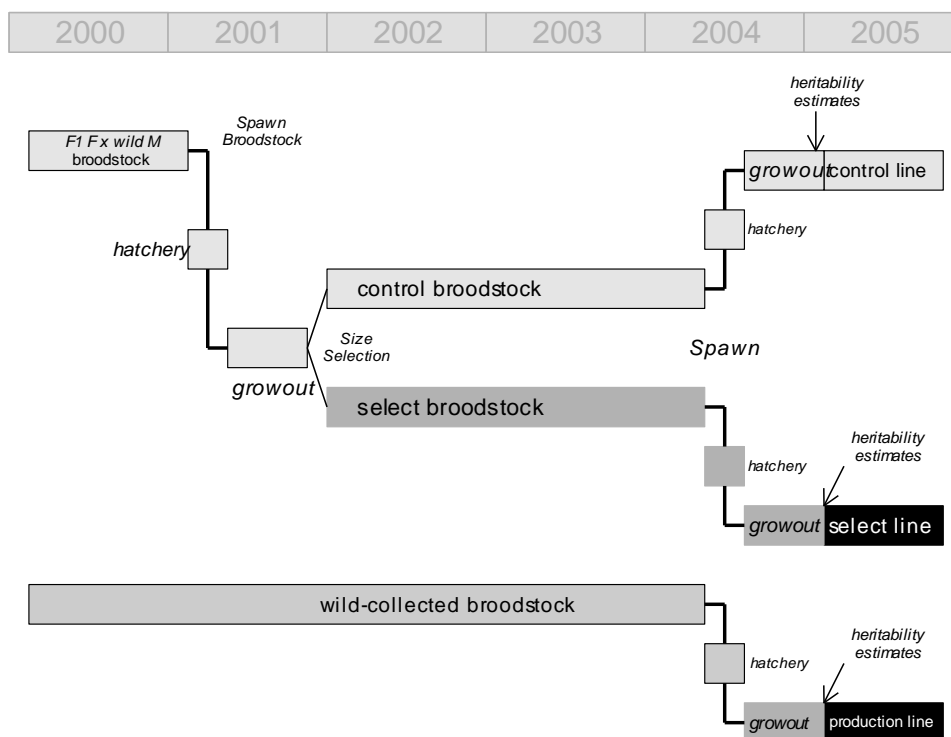 2000 2001 2002 2003 2004 2005
heritability
estimates
Spawn
Broodstock
F1 F x wild M
broodstock
growout control line
hatchery
hatchery
control broodstock
Size
Selection
Spawn
growout
select broodstock
heritability
estimates
hatchery
growout select line
wild-collected broodstock
heritability
estimates
hatchery
growout production line